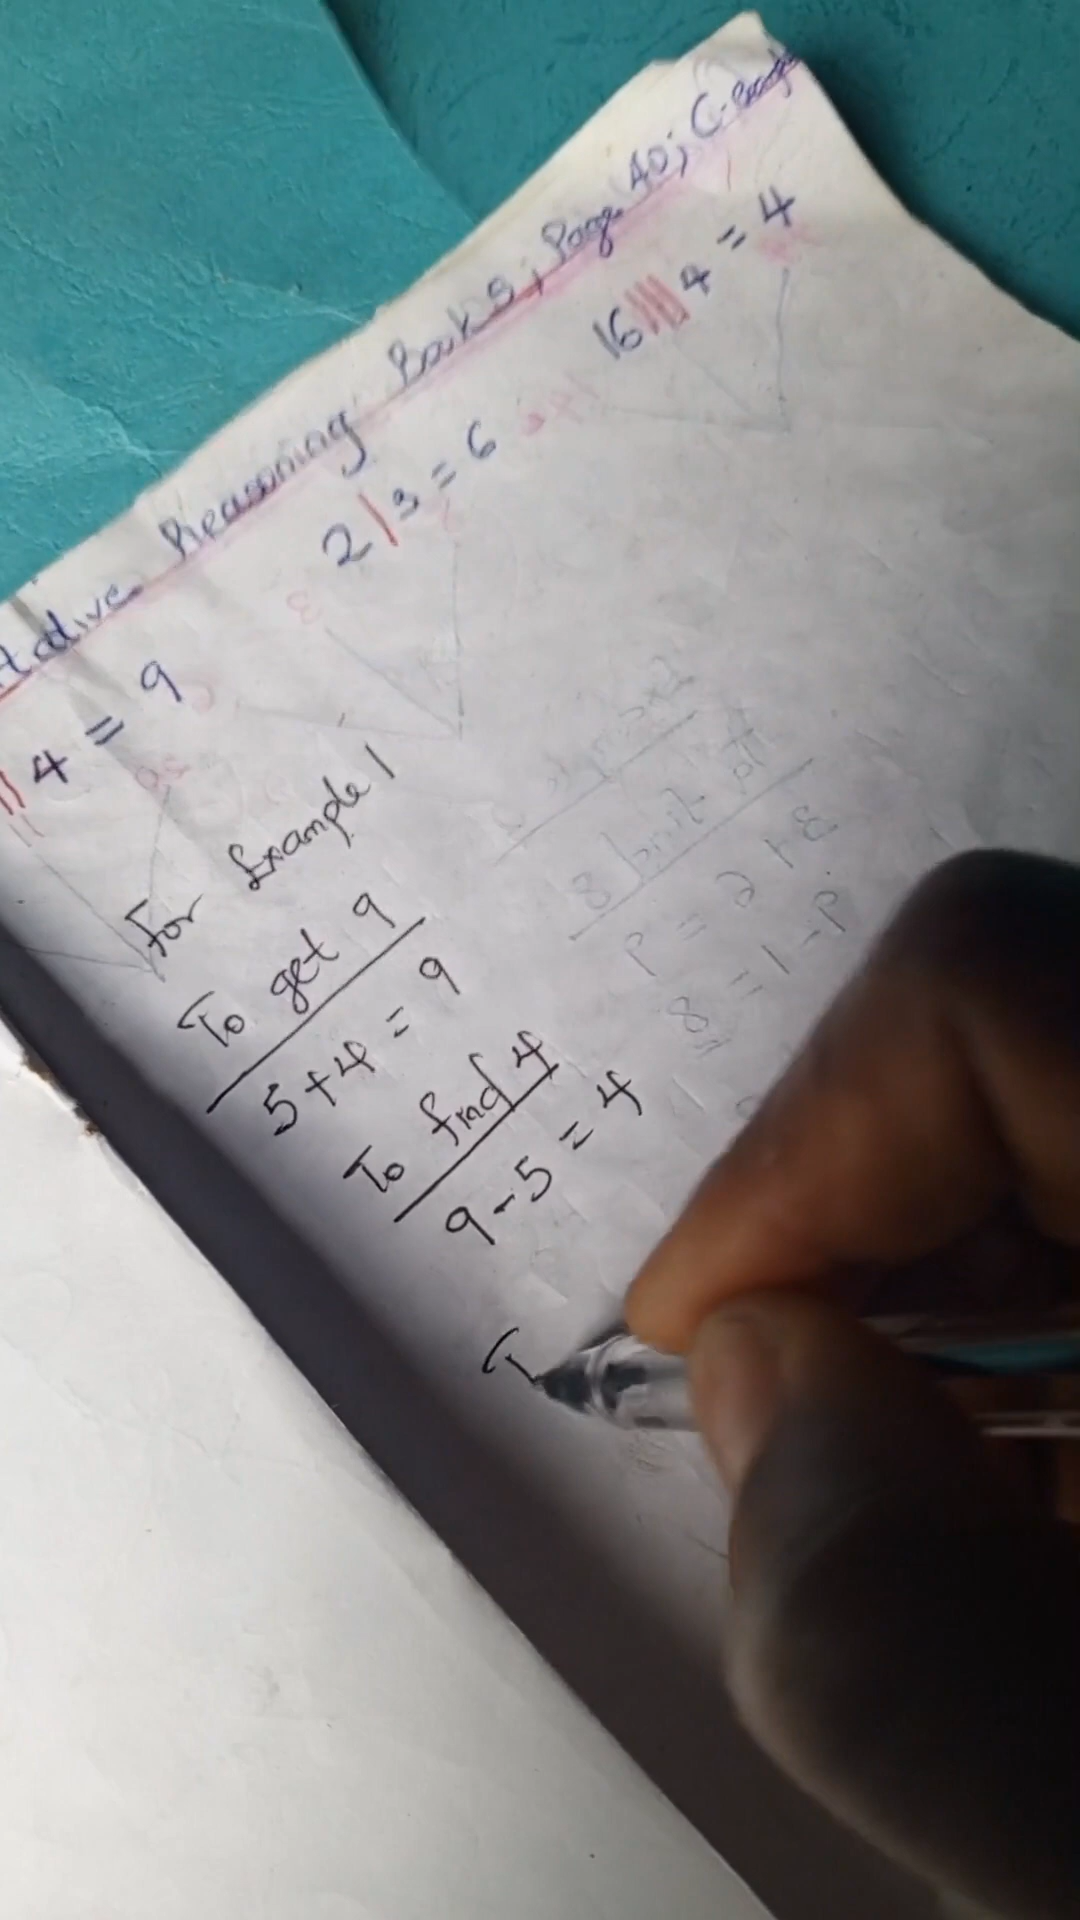 Reasoning Book 5; Page 40; C.
4 = 9
2 | 3 = 6
16 |||| 4 = 4
For Example 1
To get 9
5 + 4 = 9
To find 4
9 - 5 = 4
T